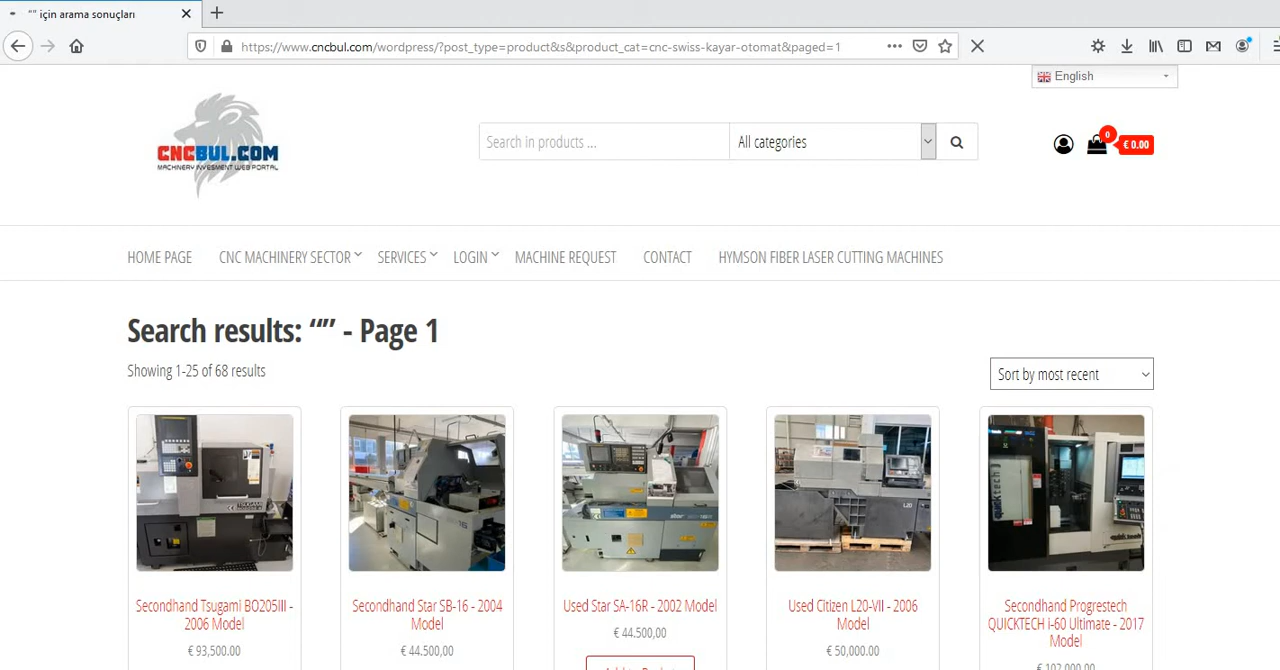 "" için arama sonuçları
https://www.cncbul.com/wordpress/?post_type=product&s&product_cat=cnc-swiss-kayar-otomat&paged=1
English
CNCBUL.COM
MACHINERY INVESMENT WEB PORTAL
Search in products ...
All categories
0
€ 0.00
HOME PAGE
CNC MACHINERY SECTOR
SERVICES
LOGIN
MACHINE REQUEST
CONTACT
HYMSON FIBER LASER CUTTING MACHINES
Search results: “” - Page 1
Showing 1-25 of 68 results
Sort by most recent
Secondhand Tsugami BO205III -
2006 Model
€ 93,500.00
Secondhand Star SB-16 - 2004
Model
€ 44.500,00
Used Star SA-16R - 2002 Model
€ 44.500,00
Used Citizen L20-VII - 2006
Model
€ 50,000.00
Secondhand Progrestech
QUICKTECH i-60 Ultimate - 2017
Model
€ 102,000.00